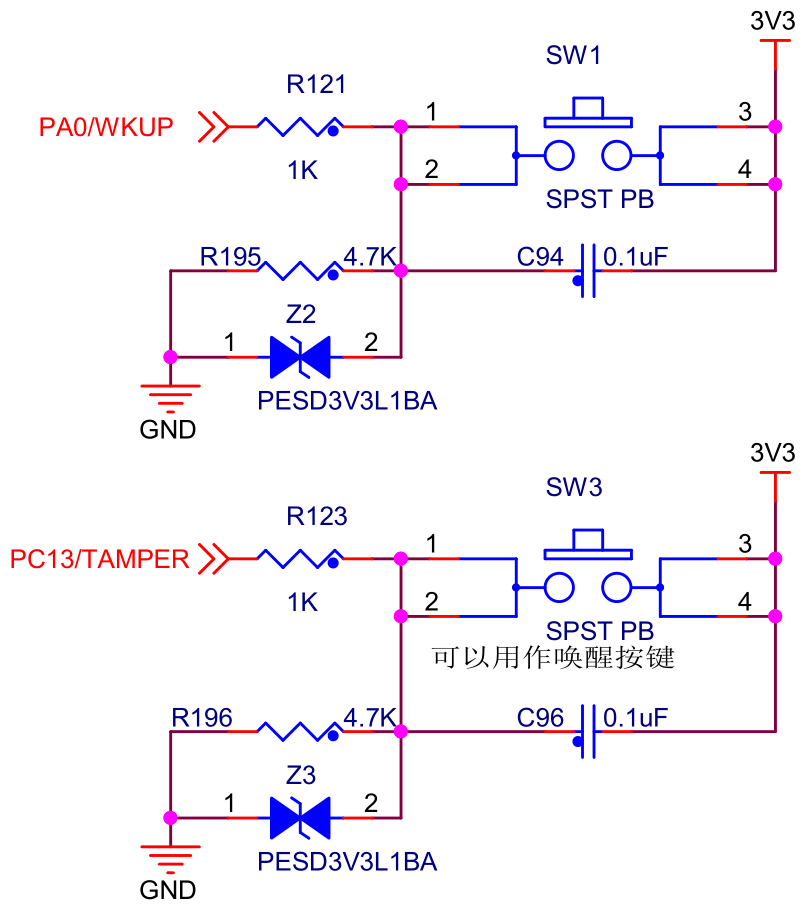 3V3
SW1
R121
PA0/WKUP
1
3
1K
2
4
SPST PB
R195
4.7K
C94
0.1uF
Z2
1
2
PESD3V3L1BA
GND
3V3
SW3
R123
PC13/TAMPER
1
3
1K
2
4
SPST PB
可以用作唤醒按键
R196
4.7K
C96
0.1uF
Z3
1
2
PESD3V3L1BA
GND